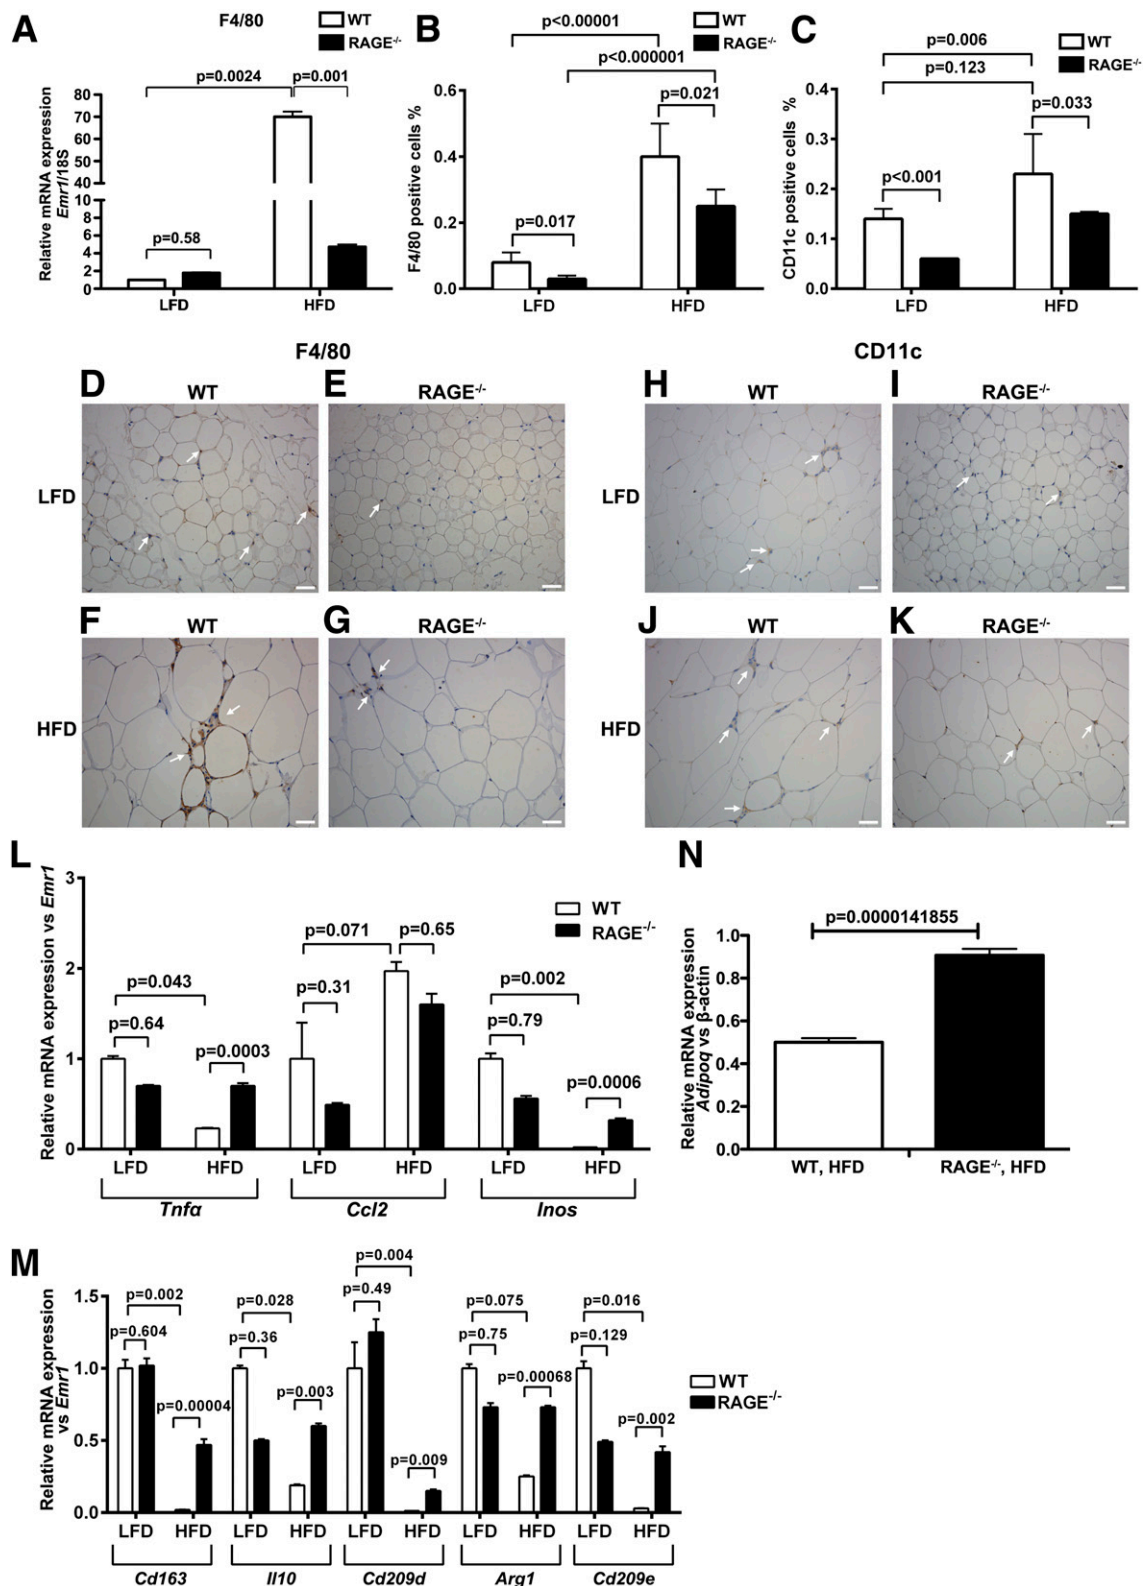 A
F4/80
WT
RAGE-/-
p=0.0024
p=0.001
p=0.58
Relative mRNA expression
Emr1/18S
80
70
60
50
40
10
8
6
4
2
0
LFD
HFD
B
WT
RAGE-/-
p<0.00001
p<0.000001
p=0.021
p=0.017
F4/80 positive cells %
0.6
0.4
0.2
0.0
LFD
HFD
C
WT
RAGE-/-
p=0.006
p=0.123
p=0.033
p<0.001
CD11c positive cells %
0.4
0.3
0.2
0.1
0.0
LFD
HFD
F4/80
CD11c
D
WT
E
RAGE-/-
H
WT
I
RAGE-/-
LFD
LFD
F
WT
G
RAGE-/-
J
WT
K
RAGE-/-
HFD
HFD
L
Relative mRNA expression vs Emr1
3
2
1
0
WT
RAGE-/-
p=0.043
p=0.64
p=0.0003
p=0.071
p=0.65
p=0.31
p=0.002
p=0.79
p=0.0006
LFD
HFD
LFD
HFD
LFD
HFD
Tnfα
Ccl2
Inos
N
p=0.0000141855
Relative mRNA expression
Adipoq vs β-actin
1.0
0.8
0.6
0.4
0.2
0.0
WT, HFD
RAGE-/-, HFD
M
Relative mRNA expression
vs Emr1
1.5
1.0
0.5
0.0
p=0.002
p=0.604
p=0.00004
p=0.028
p=0.36
p=0.003
p=0.004
p=0.49
p=0.009
p=0.075
p=0.75
p=0.00068
p=0.016
p=0.129
p=0.002
WT
RAGE-/-
LFD
HFD
LFD
HFD
LFD
HFD
LFD
HFD
LFD
HFD
Cd163
Il10
Cd209d
Arg1
Cd209e